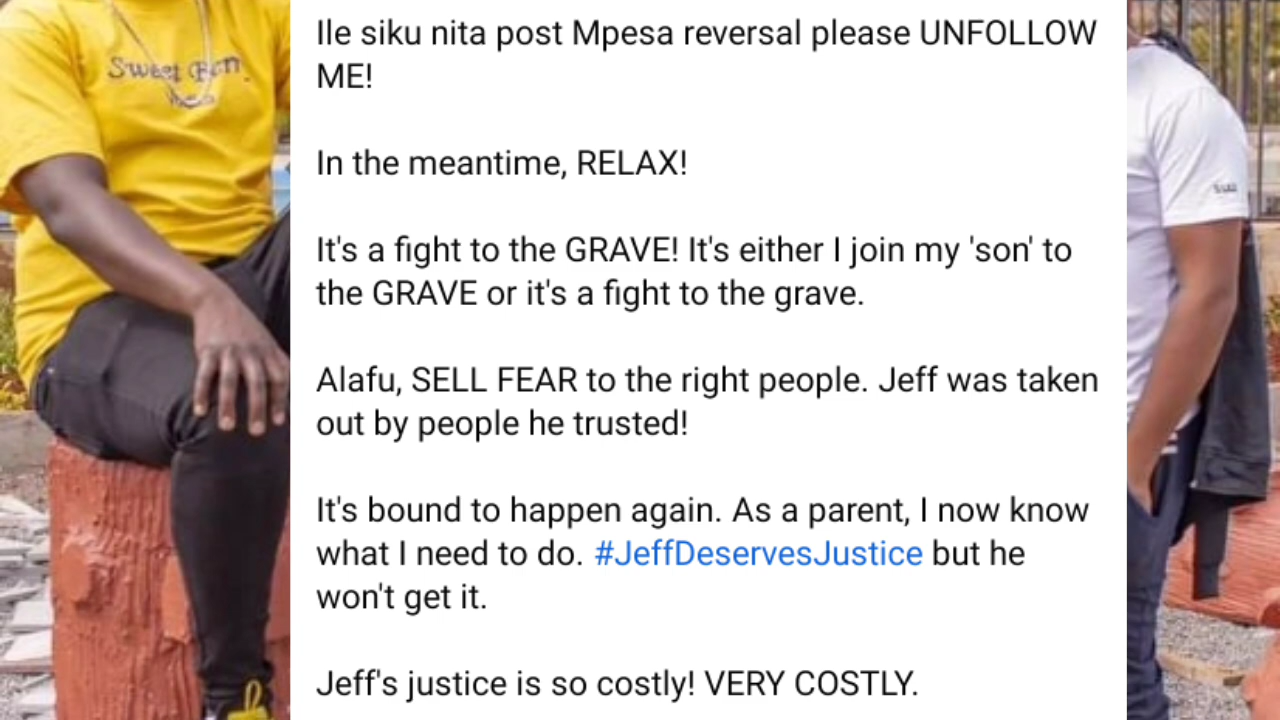 Sweet Bun
Ile siku nita post Mpesa reversal please UNFOLLOW
ME!
In the meantime, RELAX!
It's a fight to the GRAVE! It's either I join my 'son' to
the GRAVE or it's a fight to the grave.
Alafu, SELL FEAR to the right people. Jeff was taken
out by people he trusted!
It's bound to happen again. As a parent, I now know
what I need to do. #JeffDeservesJustice but he
won't get it.
Jeff's justice is so costly! VERY COSTLY.